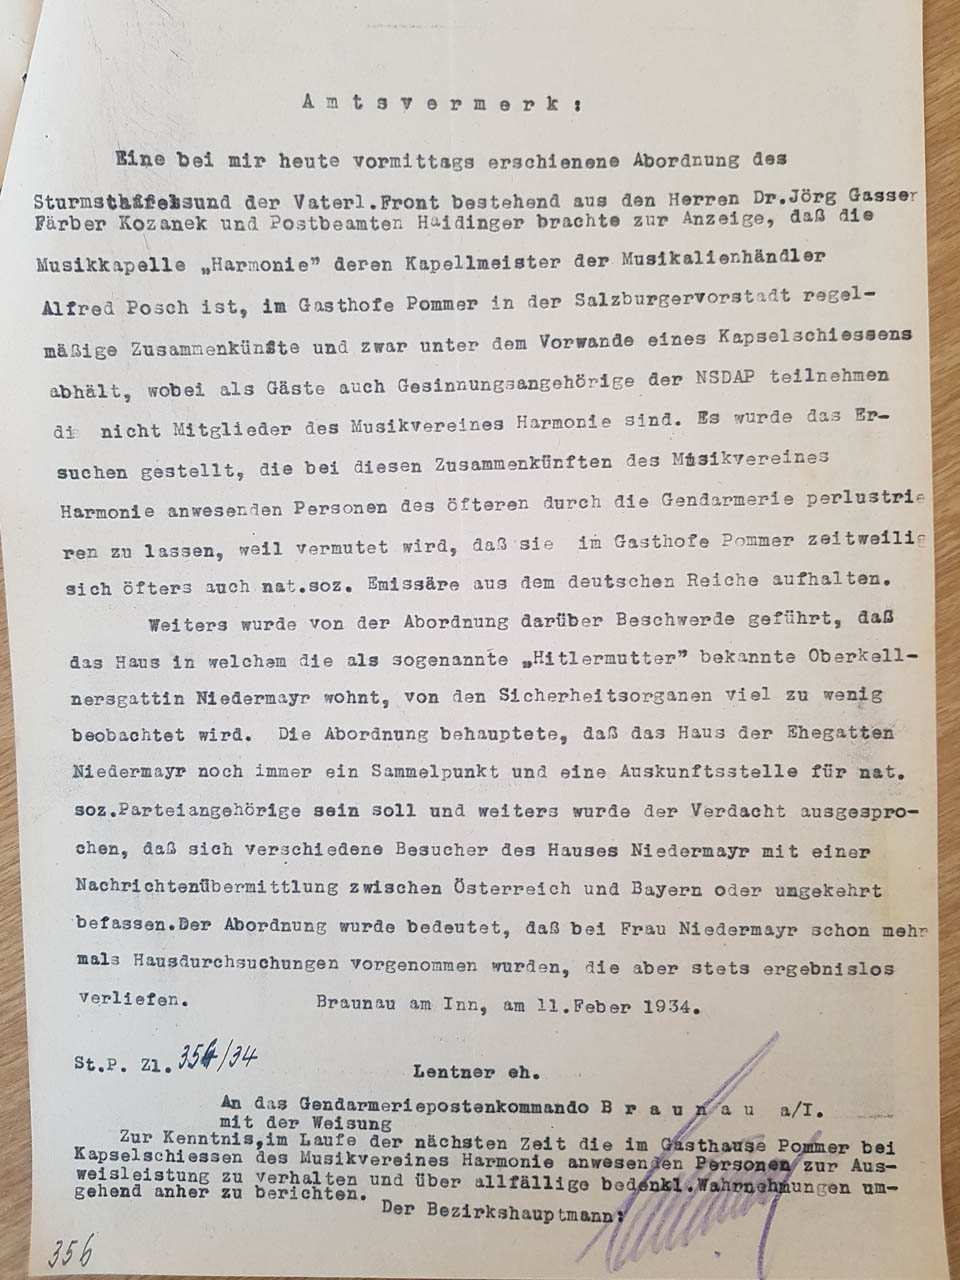 A m t s v e r m e r k :
Eine bei mir heute vormittags erschienene Abordnung des
und der Vaterl.Front bestehend aus den Herren Dr.Jörg Gasser
Färber Kozanek und Postbeamten Haidinger brachte zur Anzeige, daß die
Musikkapelle „Harmonie” deren Kapellmeister der Musikalienhändler
Alfred Posch ist, im Gasthofe Pommer in der Salzburgervorstadt regel-
mäßige Zusammenkünfte und zwar unter dem Vorwande eines Kapselschiessens
abhält, wobei als Gäste auch Gesinnungsangehörige der NSDAP teilnehmen
di nicht Mitglieder des Musikvereines Harmonie sind. Es wurde das Er-
suchen gestellt, die bei diesen Zusammenkünften des Musikvereines
Harmonie anwesenden Personen des öfteren durch die Gendarmerie perlustrie
ren zu lassen, weil vermutet wird, daß sie im Gasthofe Pommer zeitweilig
sich öfters auch nat.soz. Emissäre aus dem deutschen Reiche aufhalten.
Weiters wurde von der Abordnung darüber Beschwerde geführt, daß
das Haus in welchem die als sogenannte „Hitlermutter” bekannte Oberkell-
nersgattin Niedermayr wohnt, von den Sicherheitsorganen viel zu wenig
beobachtet wird. Die Abordnung behauptete, daß das Haus der Ehegatten
Niedermayr noch immer ein Sammelpunkt und eine Auskunftsstelle für nat.
soz.Parteiangehörige sein soll und weiters wurde der Verdacht ausgespro-
chen, daß sich verschiedene Besucher des Hauses Niedermayr mit einer
Nachrichtenübermittlung zwischen Österreich und Bayern oder umgekehrt
befassen.Der Abordnung wurde bedeutet, daß bei Frau Niedermayr schon mehr
mals Hausdurchsuchungen vorgenommen wurden, die aber stets ergebnislos
verliefen. Braunau am Inn, am 11.Feber 1934.
St.P. Zl. 356/34
Lentner eh.
An das Gendarmeriepostenkommando B r a u n a u a/I.
mit der Weisung
Zur Kenntnis,im Laufe der nächsten Zeit die im Gasthause Pommer bei
Kapselschiessen des Musikvereines Harmonie anwesenden Personen zur Aus-
weisleistung zu verhalten und über allfällige bedenkl.Wahrnehmungen um-
gehend anher zu berichten.
Der Bezirkshauptmann:
356